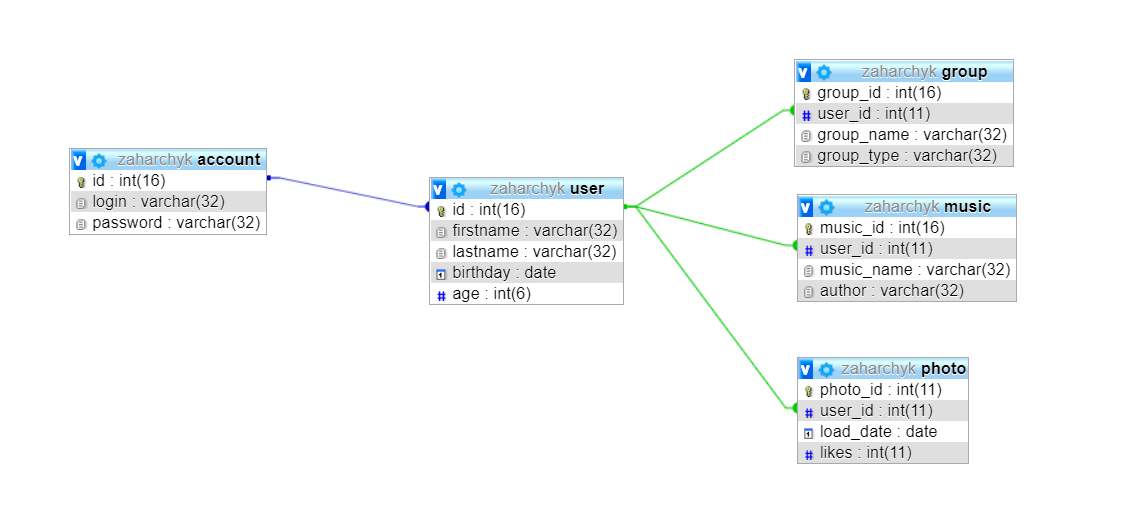 zaharchyk account
id : int(16)
login : varchar(32)
password : varchar(32)
zaharchyk user
id : int(16)
firstname : varchar(32)
lastname : varchar(32)
birthday : date
age : int(6)
zaharchyk group
group_id : int(16)
user_id : int(11)
group_name : varchar(32)
group_type : varchar(32)
zaharchyk music
music_id : int(16)
user_id : int(11)
music_name : varchar(32)
author : varchar(32)
zaharchyk photo
photo_id : int(11)
user_id : int(11)
load_date : date
likes : int(11)